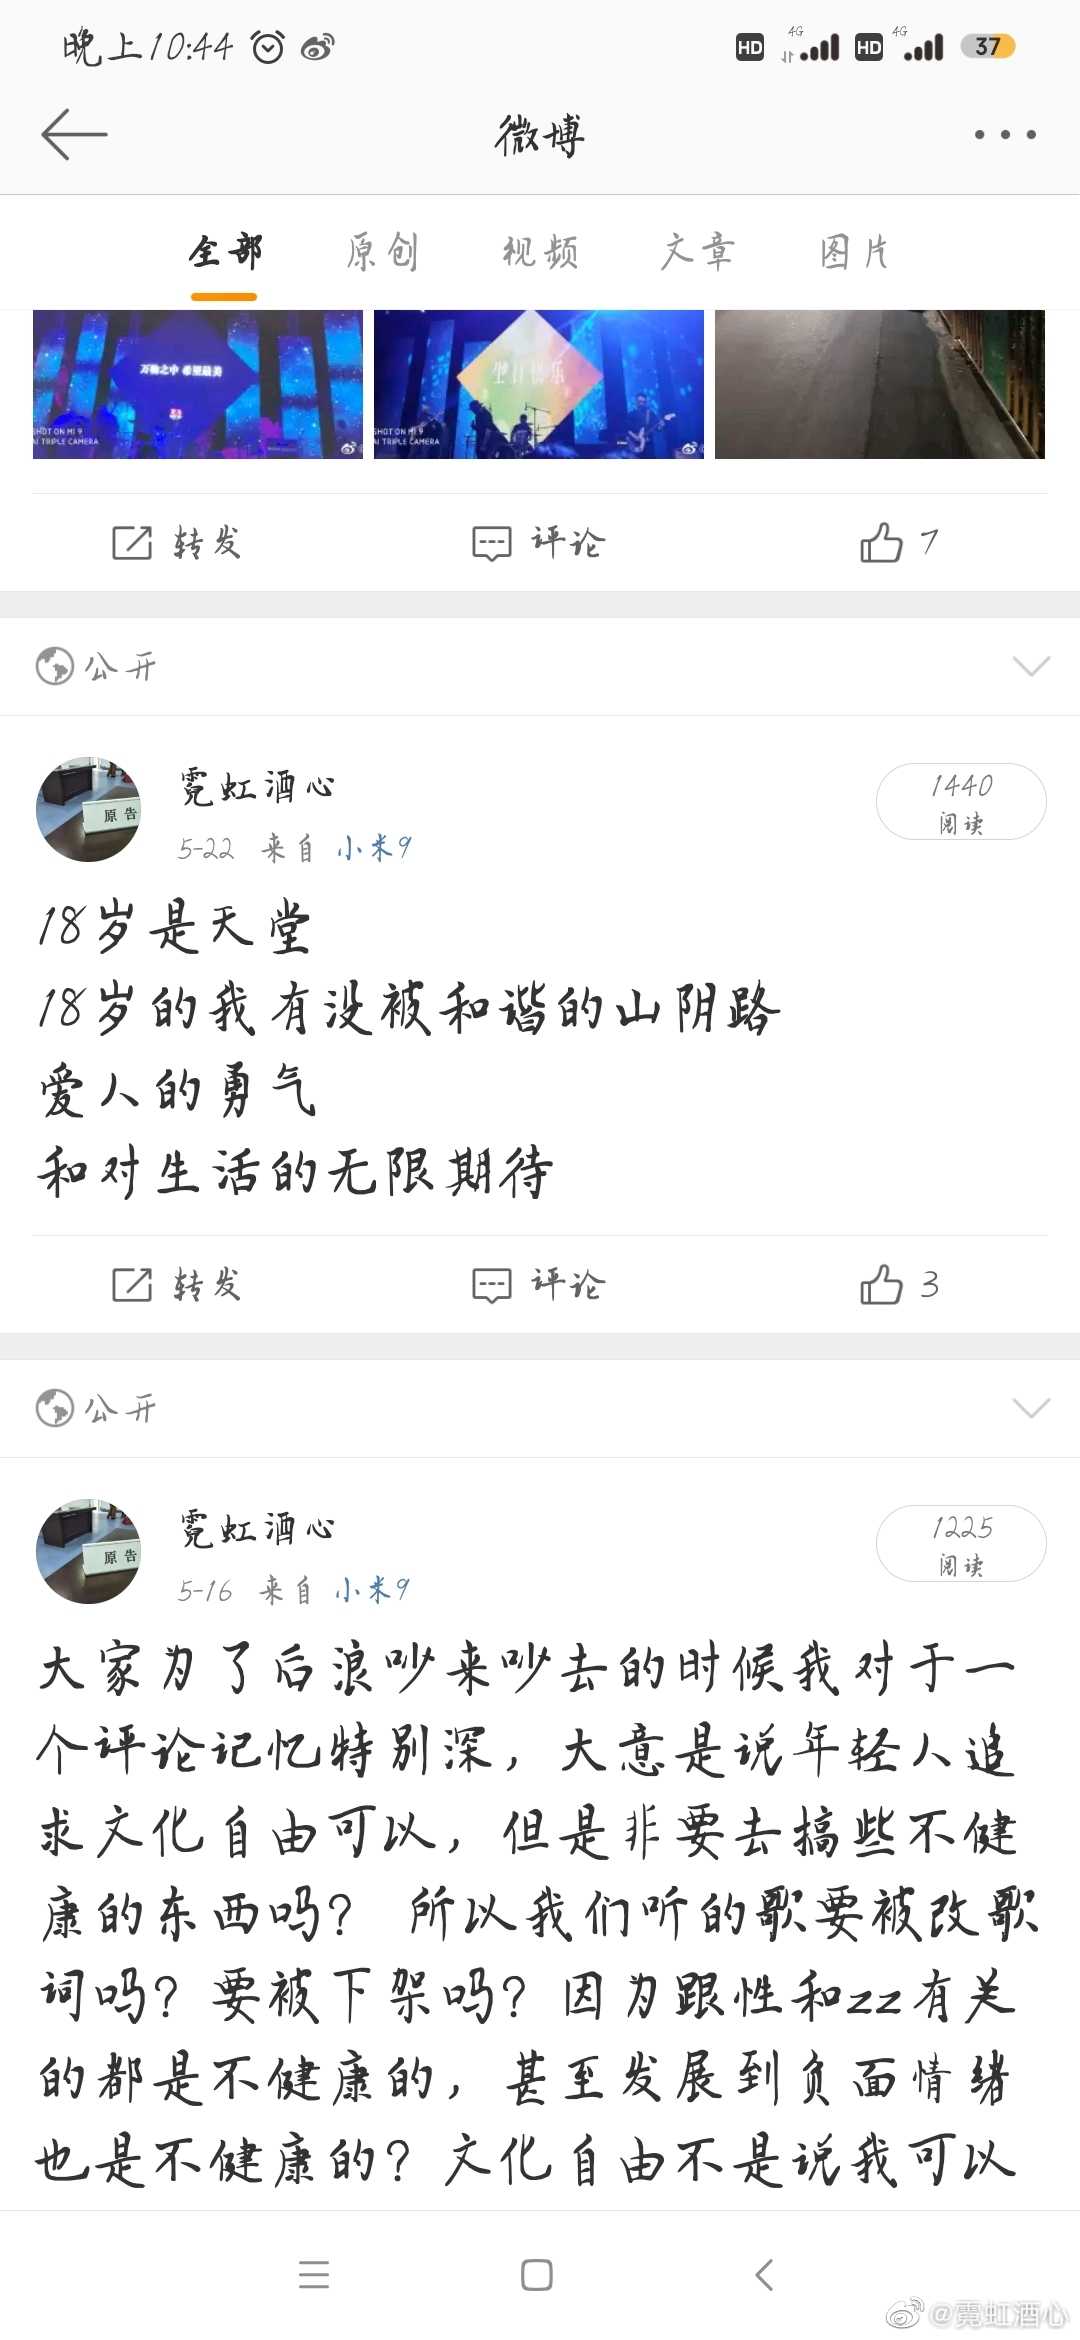 晚上10:44
HD 4G HD 4G 37
微博
全部 原创 视频 文章 图片
万物之中 希望最美
SHOT ON MI 9
AI TRIPLE CAMERA
生日快乐
SHOT ON MI 9
AI TRIPLE CAMERA
转发 评论 7
公开
原告
霓虹酒心
1440
阅读
5-22 来自 小米9
18岁是天堂
18岁的我有没被和谐的山阴路
爱人的勇气
和对生活的无限期待
转发 评论 3
公开
原告
霓虹酒心
1225
阅读
5-16 来自 小米9
大家为了后浪吵来吵去的时候我对于一
个评论记忆特别深，大意是说年轻人追
求文化自由可以，但是非要去搞些不健
康的东西吗？ 所以我们听的歌要被改歌
词吗？要被下架吗？因为跟性和zz有关
的都是不健康的，甚至发展到负面情绪
也是不健康的？文化自由不是说我可以
@霓虹酒心